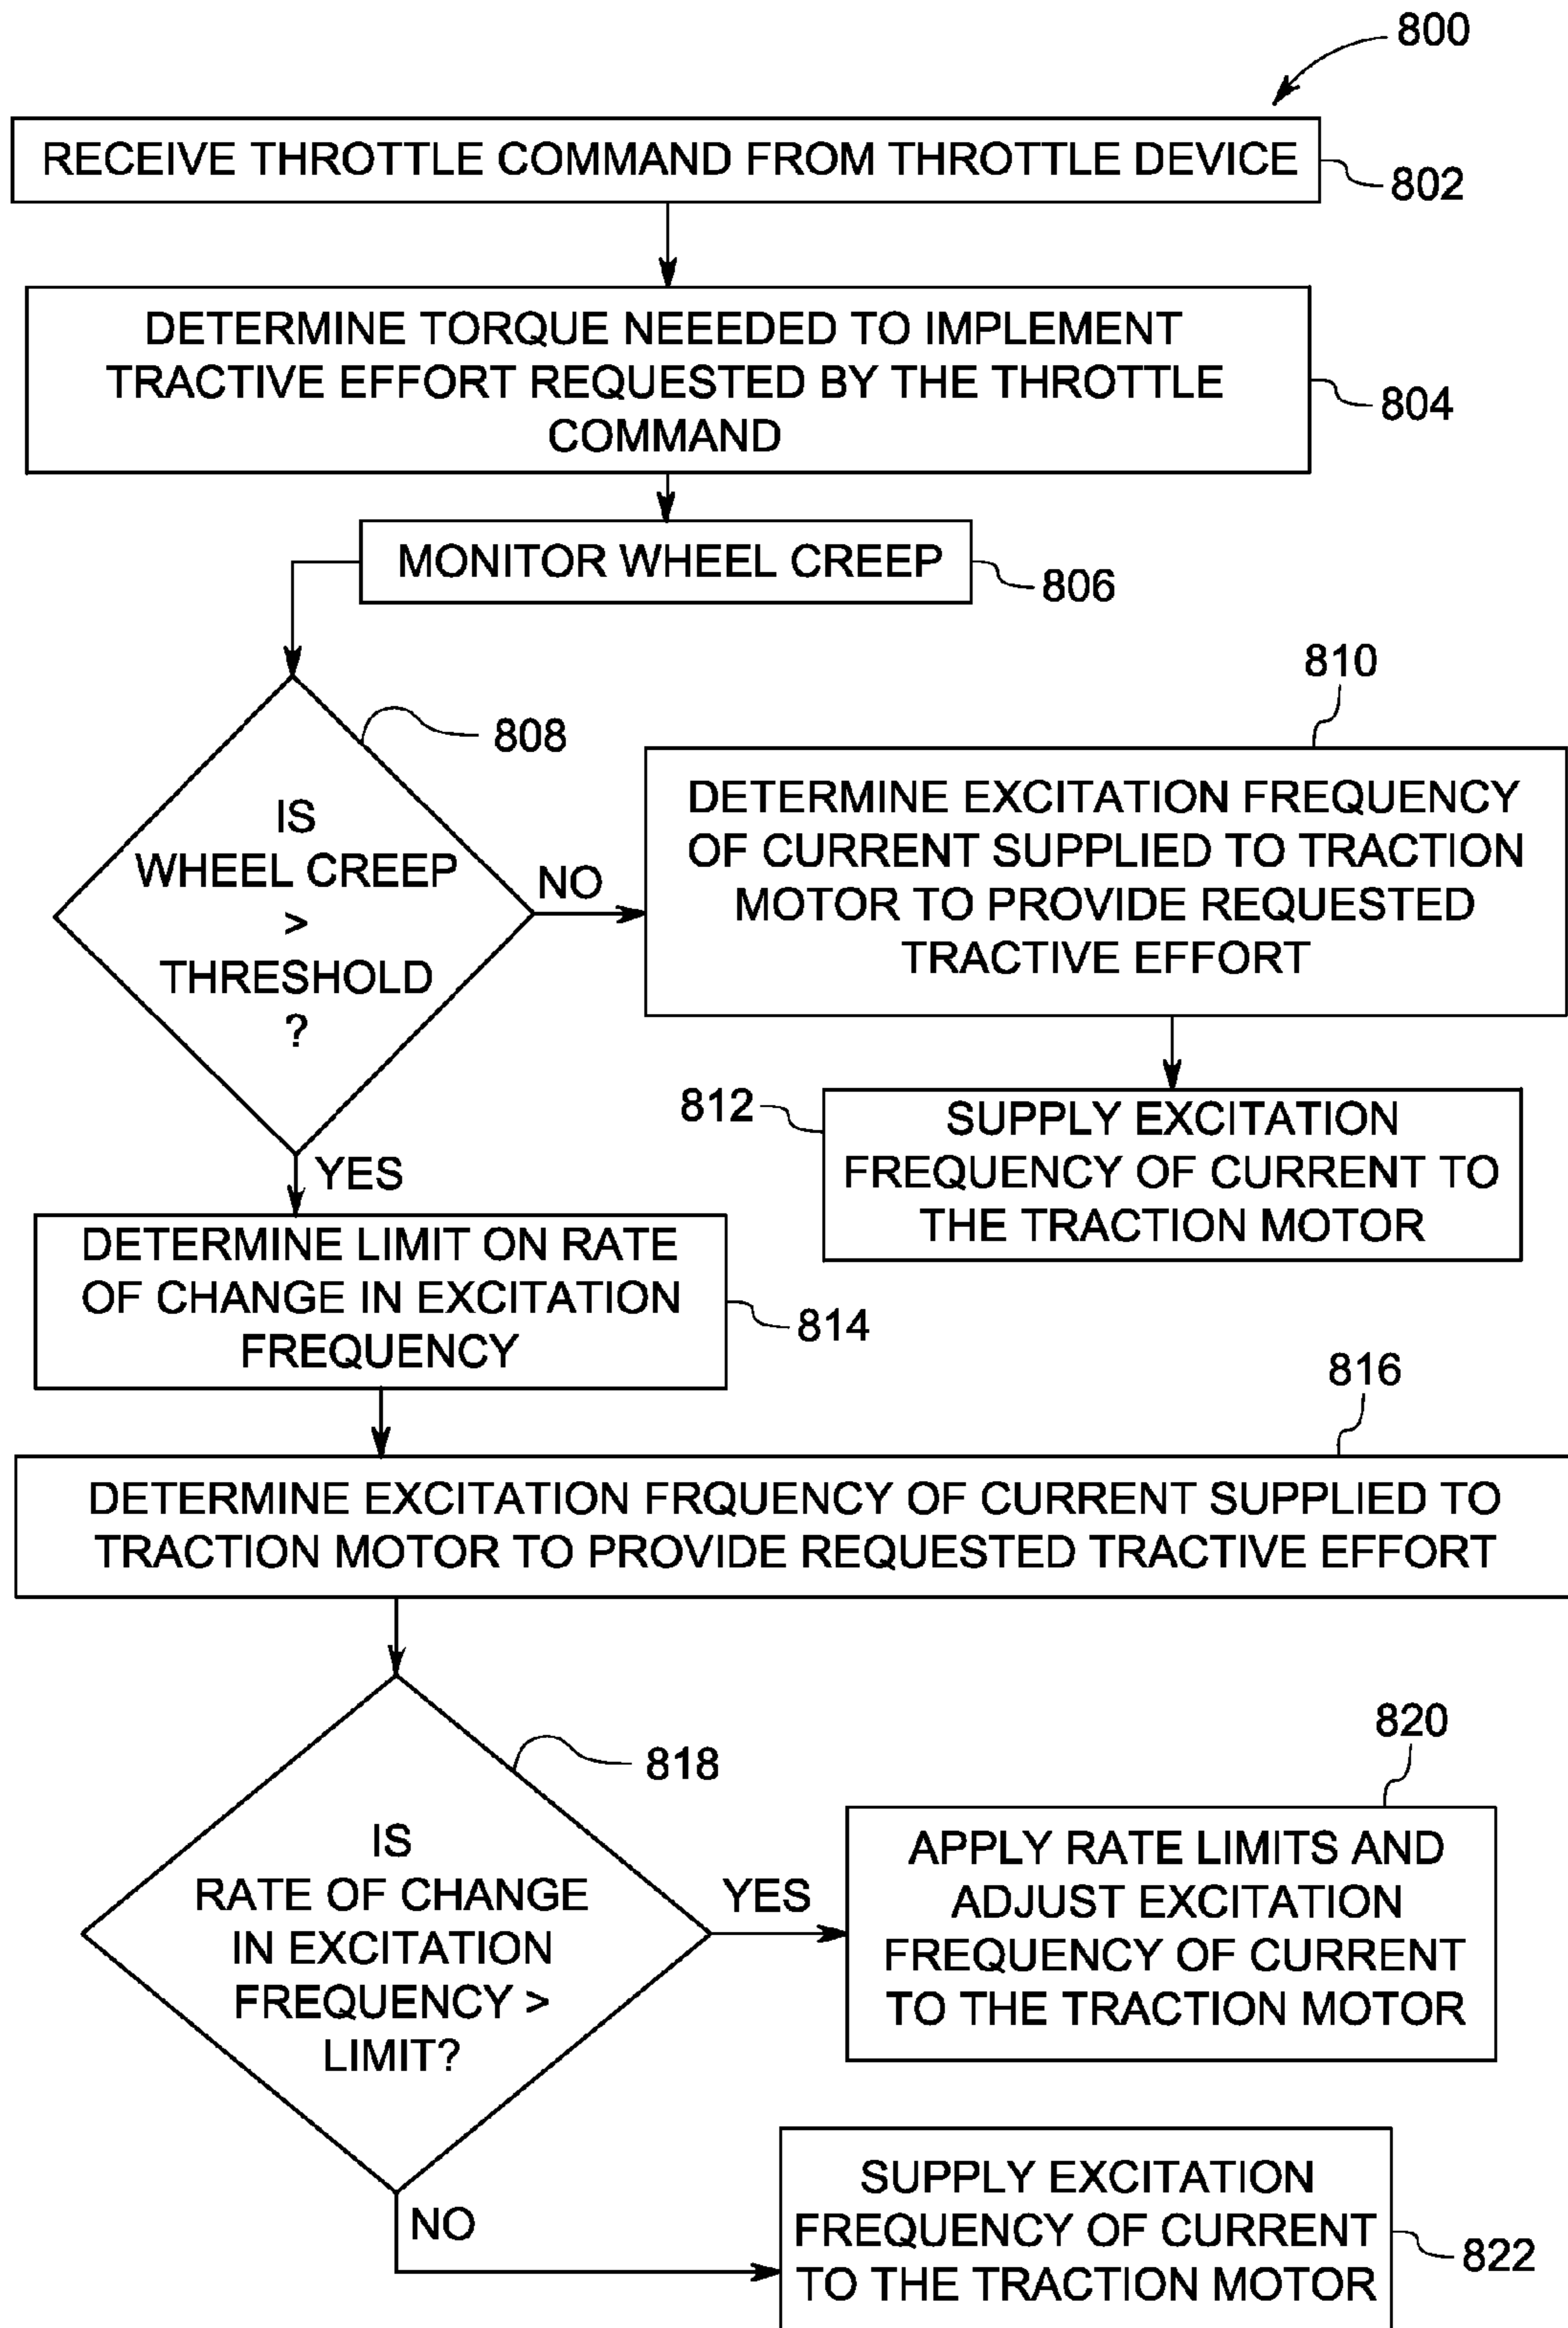 800
RECEIVE THROTTLE COMMAND FROM THROTTLE DEVICE
802
DETERMINE TORQUE NEEEDED TO IMPLEMENT
TRACTIVE EFFORT REQUESTED BY THE THROTTLE
COMMAND
804
MONITOR WHEEL CREEP
806
808
IS
WHEEL CREEP
>
THRESHOLD
?
NO
810
DETERMINE EXCITATION FREQUENCY
OF CURRENT SUPPLIED TO TRACTION
MOTOR TO PROVIDE REQUESTED
TRACTIVE EFFORT
812
SUPPLY EXCITATION
FREQUENCY OF CURRENT TO
THE TRACTION MOTOR
YES
DETERMINE LIMIT ON RATE
OF CHANGE IN EXCITATION
FREQUENCY
814
816
DETERMINE EXCITATION FRQUENCY OF CURRENT SUPPLIED TO
TRACTION MOTOR TO PROVIDE REQUESTED TRACTIVE EFFORT
818
IS
RATE OF CHANGE
IN EXCITATION
FREQUENCY >
LIMIT?
YES
820
APPLY RATE LIMITS AND
ADJUST EXCITATION
FREQUENCY OF CURRENT
TO THE TRACTION MOTOR
NO
SUPPLY EXCITATION
FREQUENCY OF CURRENT
TO THE TRACTION MOTOR
822